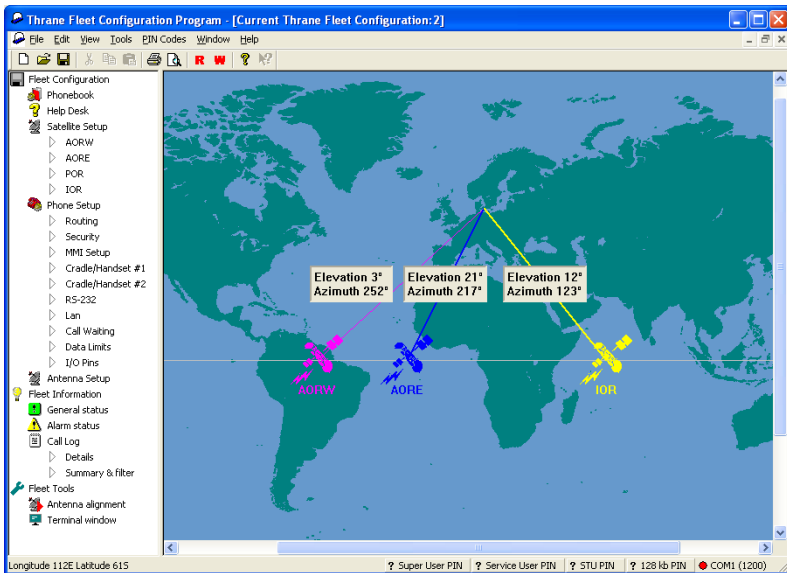 Thrane Fleet Configuration Program - [Current Thrane Fleet Configuration:2]
File Edit View Tools PIN Codes Window Help
R W
Fleet Configuration
Phonebook
Help Desk
Satellite Setup
AORW
AORE
POR
IOR
Phone Setup
Routing
Security
MMI Setup
Cradle/Handset #1
Cradle/Handset #2
RS-232
Lan
Call Waiting
Data Limits
I/O Pins
Antenna Setup
Fleet Information
General status
Alarm status
Call Log
Details
Summary & filter
Fleet Tools
Antenna alignment
Terminal window
Elevation 3°
Azimuth 252°
Elevation 21°
Azimuth 217°
Elevation 12°
Azimuth 123°
AORW
AORE
IOR
Longitude 112E Latitude 61S
? Super User PIN
? Service User PIN
? STU PIN
? 128 kb PIN
COM1 (1200)